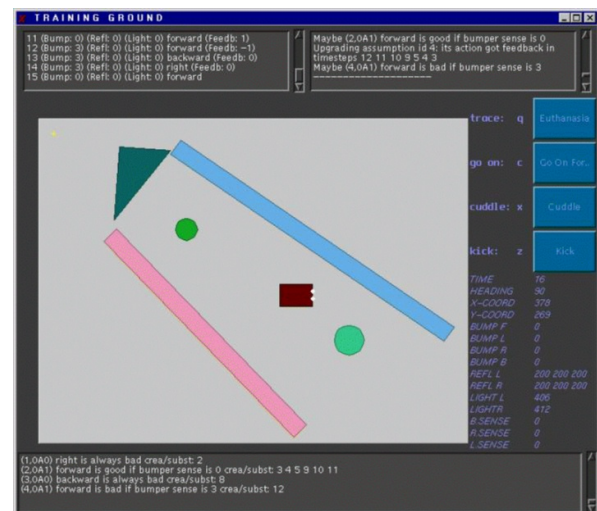 TRAINING GROUND
11 (Bump: 0) (Refl: 0) (Light: 0) forward (Feedb: 1)
12 (Bump: 3) (Refl: 0) (Light: 0) forward (Feedb: -1)
13 (Bump: 3) (Refl: 0) (Light: 0) backward (Feedb: 0)
14 (Bump: 3) (Refl: 0) (Light: 0) right (Feedb: 0)
15 (Bump: 0) (Refl: 0) (Light: 0) forward
Maybe (2,0A1) forward is good if bumper sense is 0
Upgrading assumption id 4: its action got feedback in
timesteps 12 11 10 9 5 4 3
Maybe (4,0A1) forward is bad if bumper sense is 3
--------------------
trace: q Euthanasia
go on: c Go On For..
cuddle: x Cuddle
kick: z Kick
TIME 16
HEADING 90
X-COORD 378
Y-COORD 269
BUMP F 0
BUMP L 0
BUMP R 0
BUMP B 0
REFL L 200 200 200
REFL R 200 200 200
LIGHT L 406
LIGHTR 412
B.SENSE 0
R.SENSE 0
L.SENSE 0
(1,0A0) right is always bad crea/subst: 2
(2,0A1) forward is good if bumper sense is 0 crea/subst: 3 4 5 9 10 11
(3,0A0) backward is always bad crea/subst: 8
(4,0A1) forward is bad if bumper sense is 3 crea/subst: 12